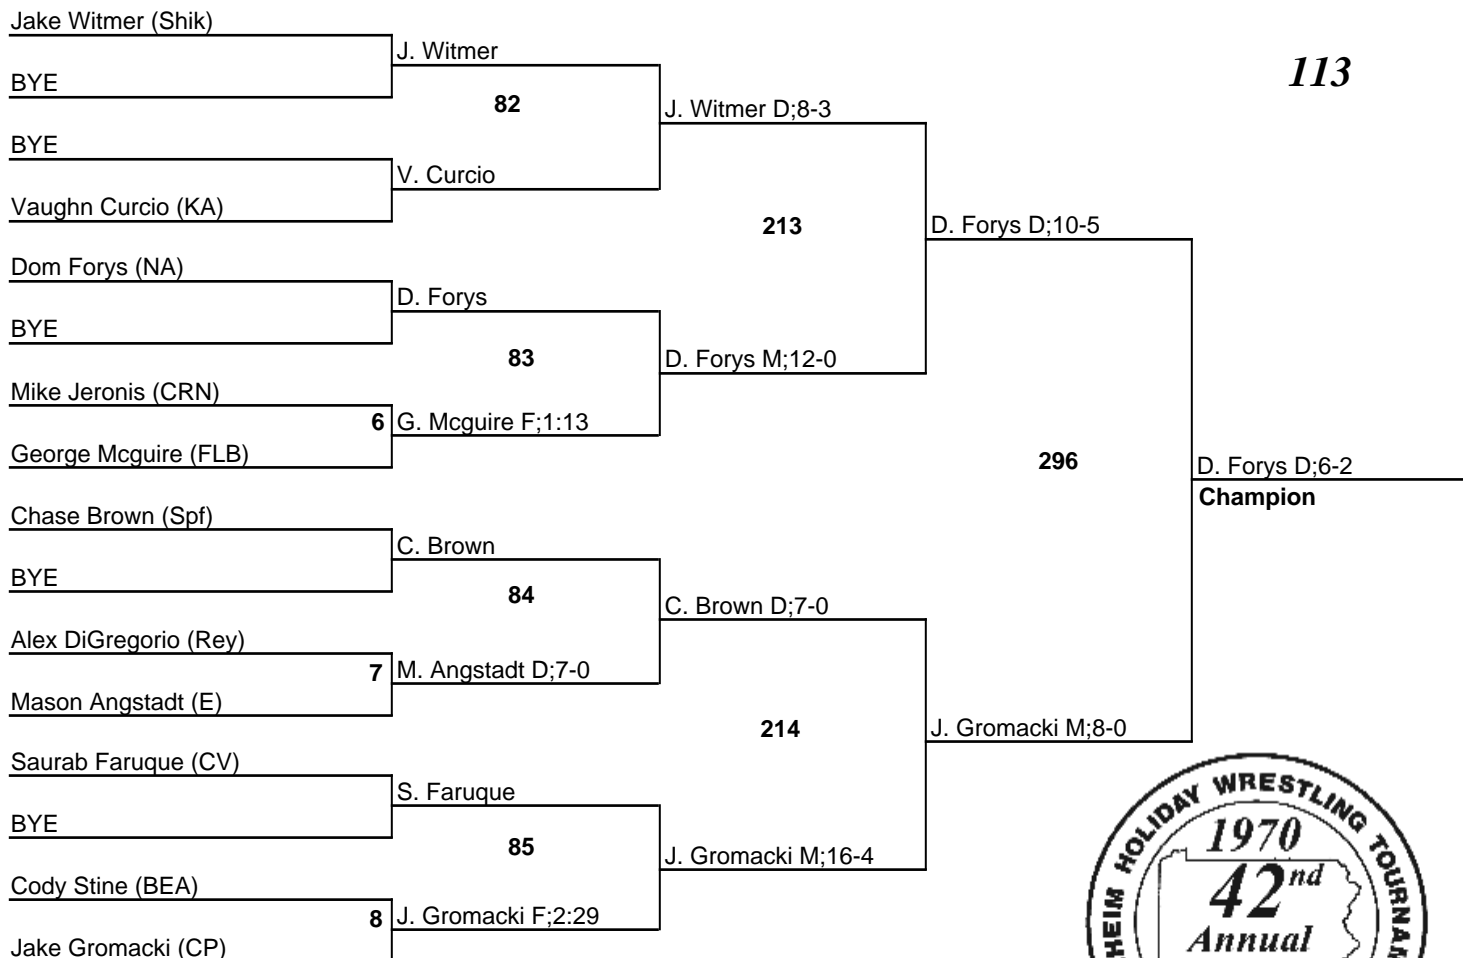 Jake Witmer (Shik)
BYE
BYE
Vaughn Curcio (KA)
Dom Forys (NA)
BYE
Mike Jeronis (CRN)
George Mcguire (FLB)
Chase Brown (Spf)
BYE
Alex DiGregorio (Rey)
Mason Angstadt (E)
Saurab Faruque (CV)
BYE
Cody Stine (BEA)
Jake Gromacki (CP)
J. Witmer
82
V. Curcio
D. Forys
83
6 G. Mcguire F;1:13
C. Brown
84
7 M. Angstadt D;7-0
S. Faruque
85
8 J. Gromacki F;2:29
J. Witmer D;8-3
213
D. Forys M;12-0
C. Brown D;7-0
214
J. Gromacki M;16-4
D. Forys D;10-5
296
J. Gromacki M;8-0
D. Forys D;6-2
Champion
113
HEIM HOLIDAY WRESTLING TOURNAM
1970
42nd
Annual